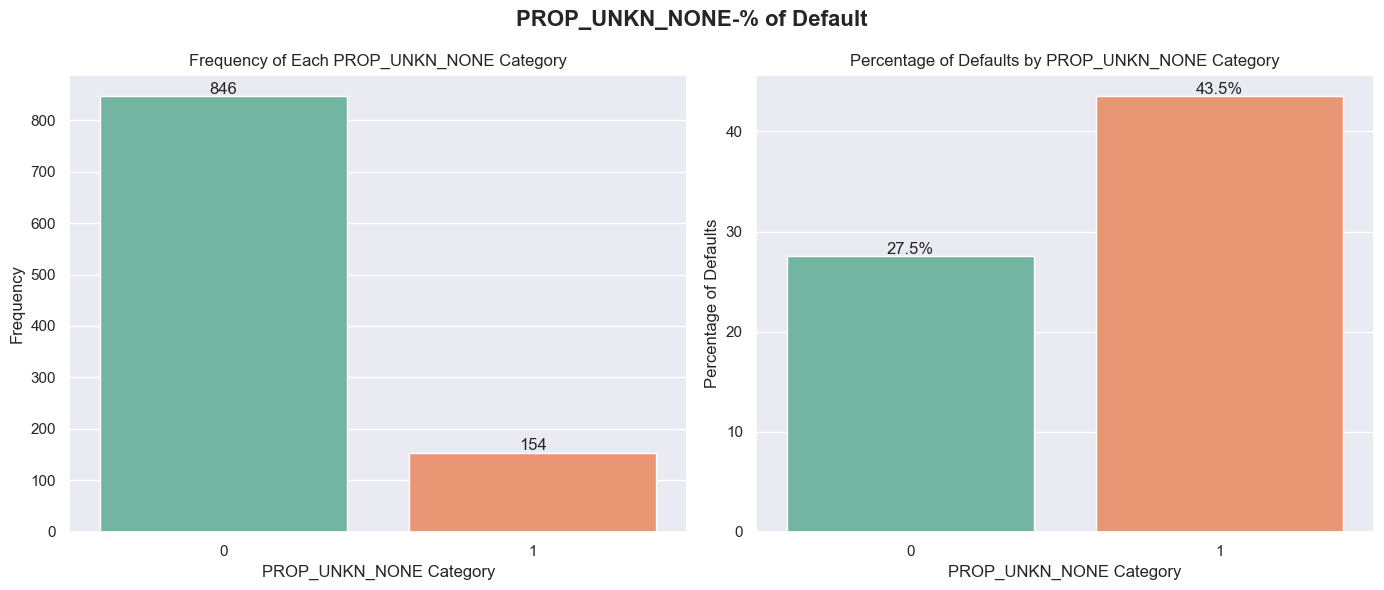 PROP_UNKN_NONE-% of Default
Frequency of Each PROP_UNKN_NONE Category
846
154
800
700
600
500
400
300
200
100
0
Frequency
0 1
PROP_UNKN_NONE Category
Percentage of Defaults by PROP_UNKN_NONE Category
43.5%
27.5%
40
30
20
10
0
Percentage of Defaults
0 1
PROP_UNKN_NONE Category